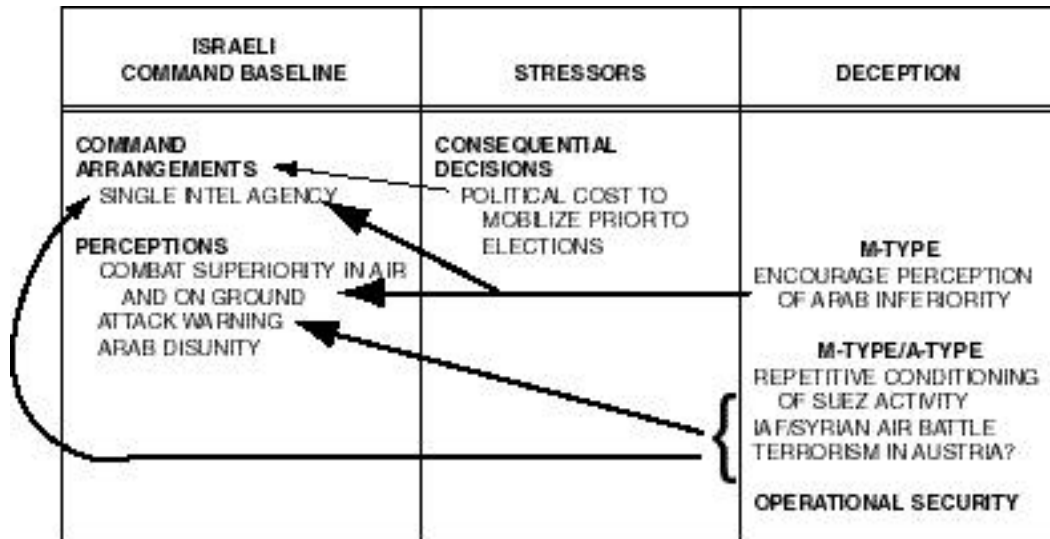 ISRAELI
COMMAND BASELINE
STRESSORS
DECEPTION
COMMAND
ARRANGEMENTS
SINGLE INTEL AGENCY
PERCEPTIONS
COMBAT SUPERIORITY IN AIR
AND ON GROUND
ATTACK WARNING
ARAB DISUNITY
CONSEQUENTIAL
DECISIONS
POLITICAL COST TO
MOBILIZE PRIOR TO
ELECTIONS
M-TYPE
ENCOURAGE PERCEPTION
OF ARAB INFERIORITY
M-TYPE/A-TYPE
REPETITIVE CONDITIONING
OF SUEZ ACTIVITY
IAF/SYRIAN AIR BATTLE
TERRORISM IN AUSTRIA?
OPERATIONAL SECURITY